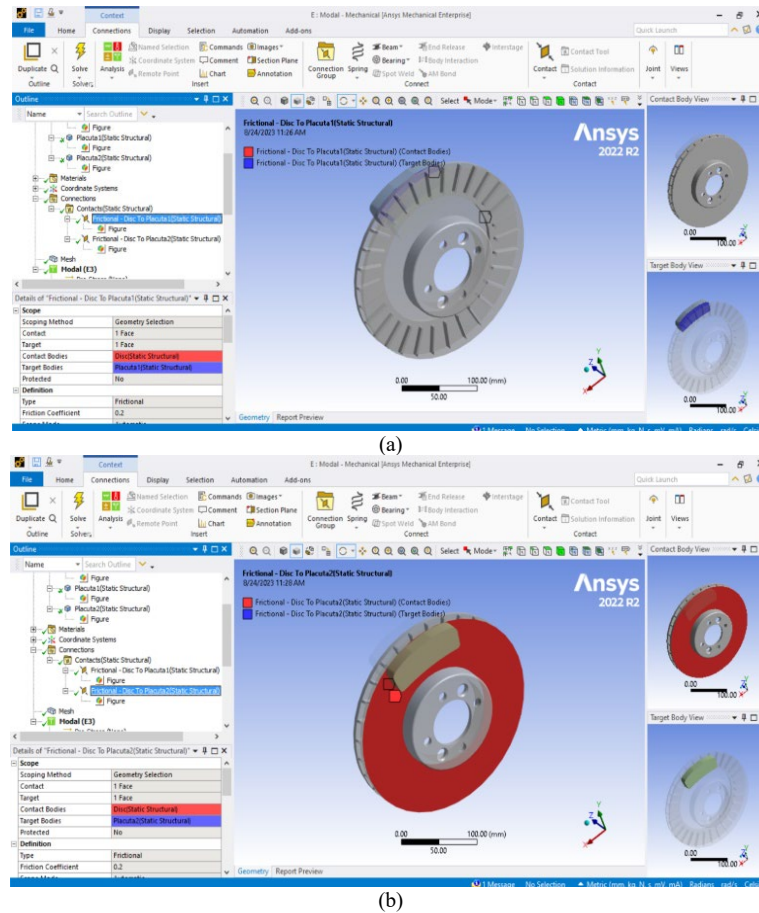 Context
E : Modal - Mechanical [Ansys Mechanical Enterprise]
File Home Connections Display Selection Automation Add-ons
Quick Launch
Duplicate Q
Outline
Solve
Solver
Analysis
Named Selection
Coordinate System
Remote Point
Commands
Comment
Chart
Images
Section Plane
Annotation
Insert
Connection Group
Spring
Beam
Bearing
Spot Weld
End Release
Body Interaction
AM Bond
Interstage
Connect
Contact
Contact Tool
Solution Information
Contact
Joint
Views
Outline
Name Search Outline
Select Mode
Figure
Placuta1(Static Structural)
Figure
Placuta2(Static Structural)
Figure
Materials
Coordinate Systems
Connections
Contacts(Static Structural)
Frictional - Disc To Placuta1(Static Structural)
Figure
Frictional - Disc To Placuta2(Static Structural)
Figure
Mesh
Modal (E3)
Details of "Frictional - Disc To Placuta1(Static Structural)"
Scope
Scoping Method Geometry Selection
Contact 1 Face
Target 1 Face
Contact Bodies Disc(Static Structural)
Target Bodies Placuta1(Static Structural)
Protected No
Definition
Type Frictional
Friction Coefficient 0.2
Frictional - Disc To Placuta1(Static Structural)
8/24/2023 11:26 AM
Frictional - Disc To Placuta1(Static Structural) (Contact Bodies)
Frictional - Disc To Placuta1(Static Structural) (Target Bodies)
Ansys
2022 R2
0.00 100.00 (mm)
50.00
Y
Z
X
Geometry Report Preview
Contact Body View
0.00
100.00
Target Body View
0.00
100.00
1 Message No Selection Metric (mm, kg, N, s, mV, mA) Radians rad/s Celsi
(a)
Context
E : Modal - Mechanical [Ansys Mechanical Enterprise]
File Home Connections Display Selection Automation Add-ons
Quick Launch
Duplicate Q
Outline
Solve
Solver
Analysis
Named Selection
Coordinate System
Remote Point
Commands
Comment
Chart
Images
Section Plane
Annotation
Insert
Connection Group
Spring
Beam
Bearing
Spot Weld
End Release
Body Interaction
AM Bond
Interstage
Connect
Contact
Contact Tool
Solution Information
Contact
Joint
Views
Outline
Name Search Outline
Select Mode
Figure
Placuta1(Static Structural)
Figure
Placuta2(Static Structural)
Figure
Materials
Coordinate Systems
Connections
Contacts(Static Structural)
Frictional - Disc To Placuta1(Static Structural)
Figure
Frictional - Disc To Placuta2(Static Structural)
Figure
Mesh
Modal (E3)
Details of "Frictional - Disc To Placuta2(Static Structural)"
Scope
Scoping Method Geometry Selection
Contact 1 Face
Target 1 Face
Contact Bodies Disc(Static Structural)
Target Bodies Placuta2(Static Structural)
Protected No
Definition
Type Frictional
Friction Coefficient 0.2
Frictional - Disc To Placuta2(Static Structural)
8/24/2023 11:28 AM
Frictional - Disc To Placuta2(Static Structural) (Contact Bodies)
Frictional - Disc To Placuta2(Static Structural) (Target Bodies)
Ansys
2022 R2
0.00 100.00 (mm)
50.00
Y
Z
X
Geometry Report Preview
Contact Body View
0.00
100.00
Target Body View
0.00
100.00
1 Message No Selection Metric (mm, kg, N, s, mV, mA) Radians rad/s Celsi
(b)